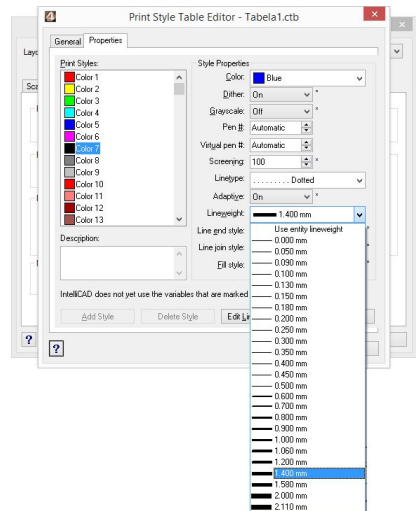 Print Style Table Editor - Tabela1.ctb
General Properties
Print Styles:
Color 1
Color 2
Color 3
Color 4
Color 5
Color 6
Color 7
Color 8
Color 9
Color 10
Color 11
Color 12
Color 13
Description:
Style Properties
Color: Blue
Dither: On *
Grayscale: Off *
Pen #: Automatic
Virtual pen #: Automatic
Screening: 100 *
Linetype: . . . . . . . . . Dotted
Adaptive: On *
Lineweight: 1.400 mm
Line end style:
Line join style:
Fill style:
Use entity lineweight
0.000 mm
0.050 mm
0.090 mm
0.100 mm
0.130 mm
0.150 mm
0.180 mm
0.200 mm
0.250 mm
0.300 mm
0.350 mm
0.400 mm
0.450 mm
0.500 mm
0.600 mm
0.700 mm
0.800 mm
0.900 mm
1.000 mm
1.060 mm
1.200 mm
1.400 mm
1.580 mm
2.000 mm
2.110 mm
IntelliCAD does not yet use the variables that are marked
Add Style Delete Style Edit Li
?
?
Layo
Sca